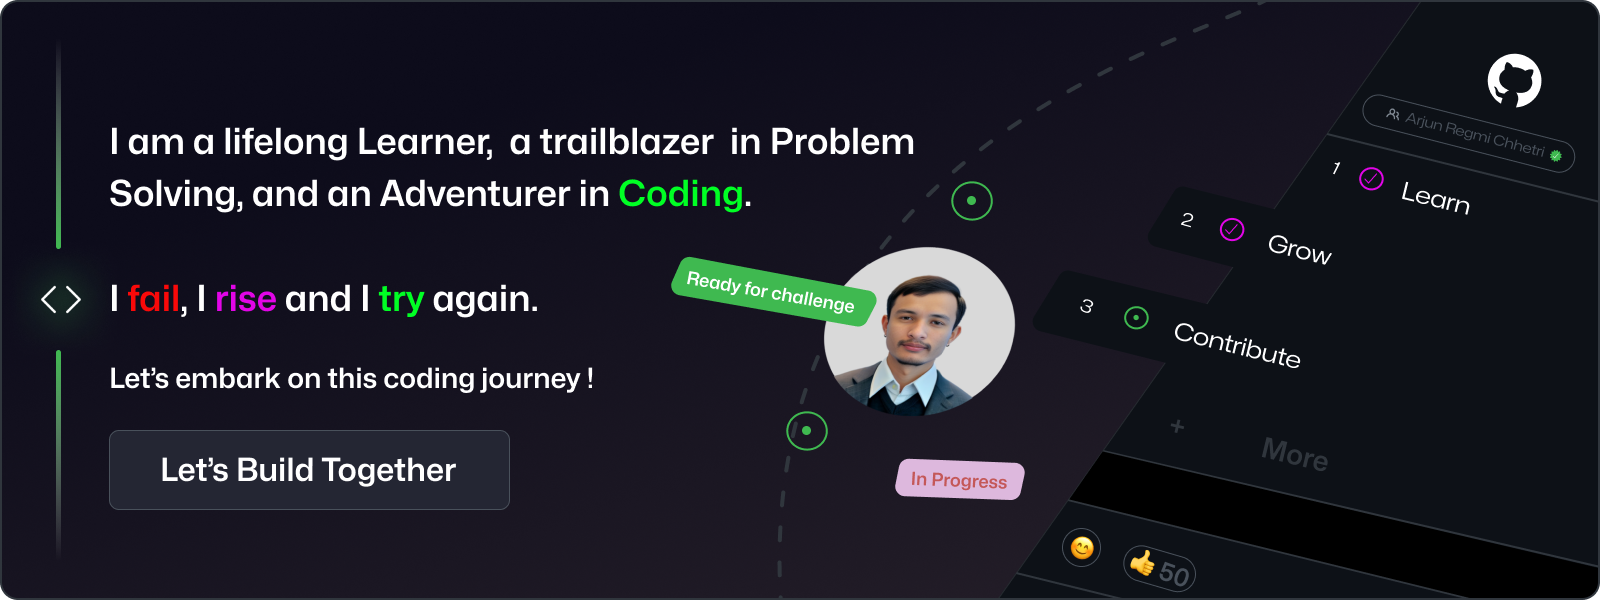 I am a lifelong Learner,  a trailblazer  in Problem
Solving, and an Adventurer in Coding.
I fail, I rise and I try again.
Let's embark on this coding journey !
Let's Build Together
Ready for challenge
In Progress
Arjun Regmi Chhetri
1 Learn
2 Grow
3 Contribute
+ More
50